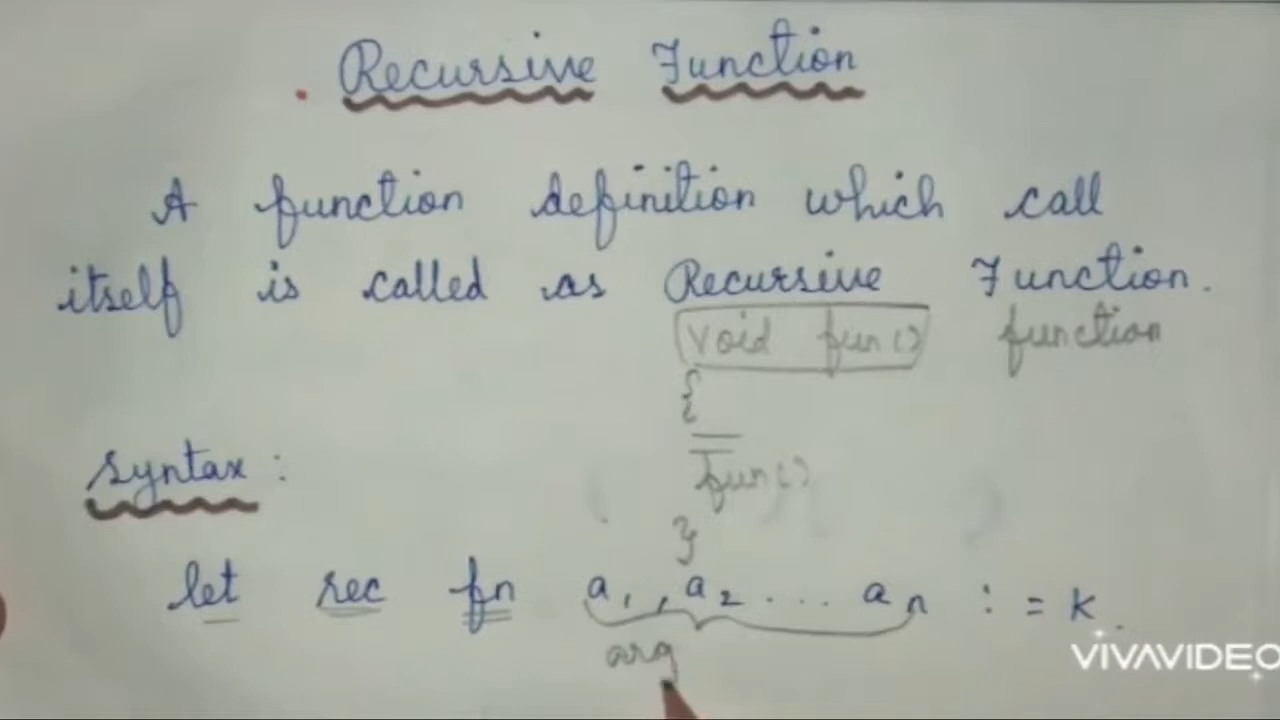 Recursive Function
A function definition which call
itself is called as Recursive Function.
void fun() function
{
fun()
}
syntax :
let rec fn a₁, a₂ .... aₙ := k.
arg
VIVAVIDEO